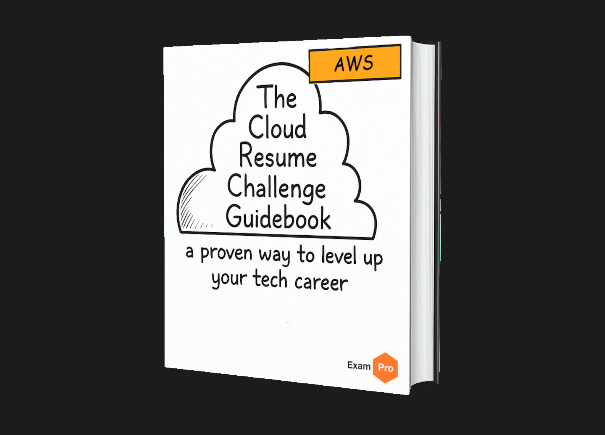 AWS
The
Cloud
Resume
Challenge
Guidebook
a proven way to level up
your tech career
Exam Pro